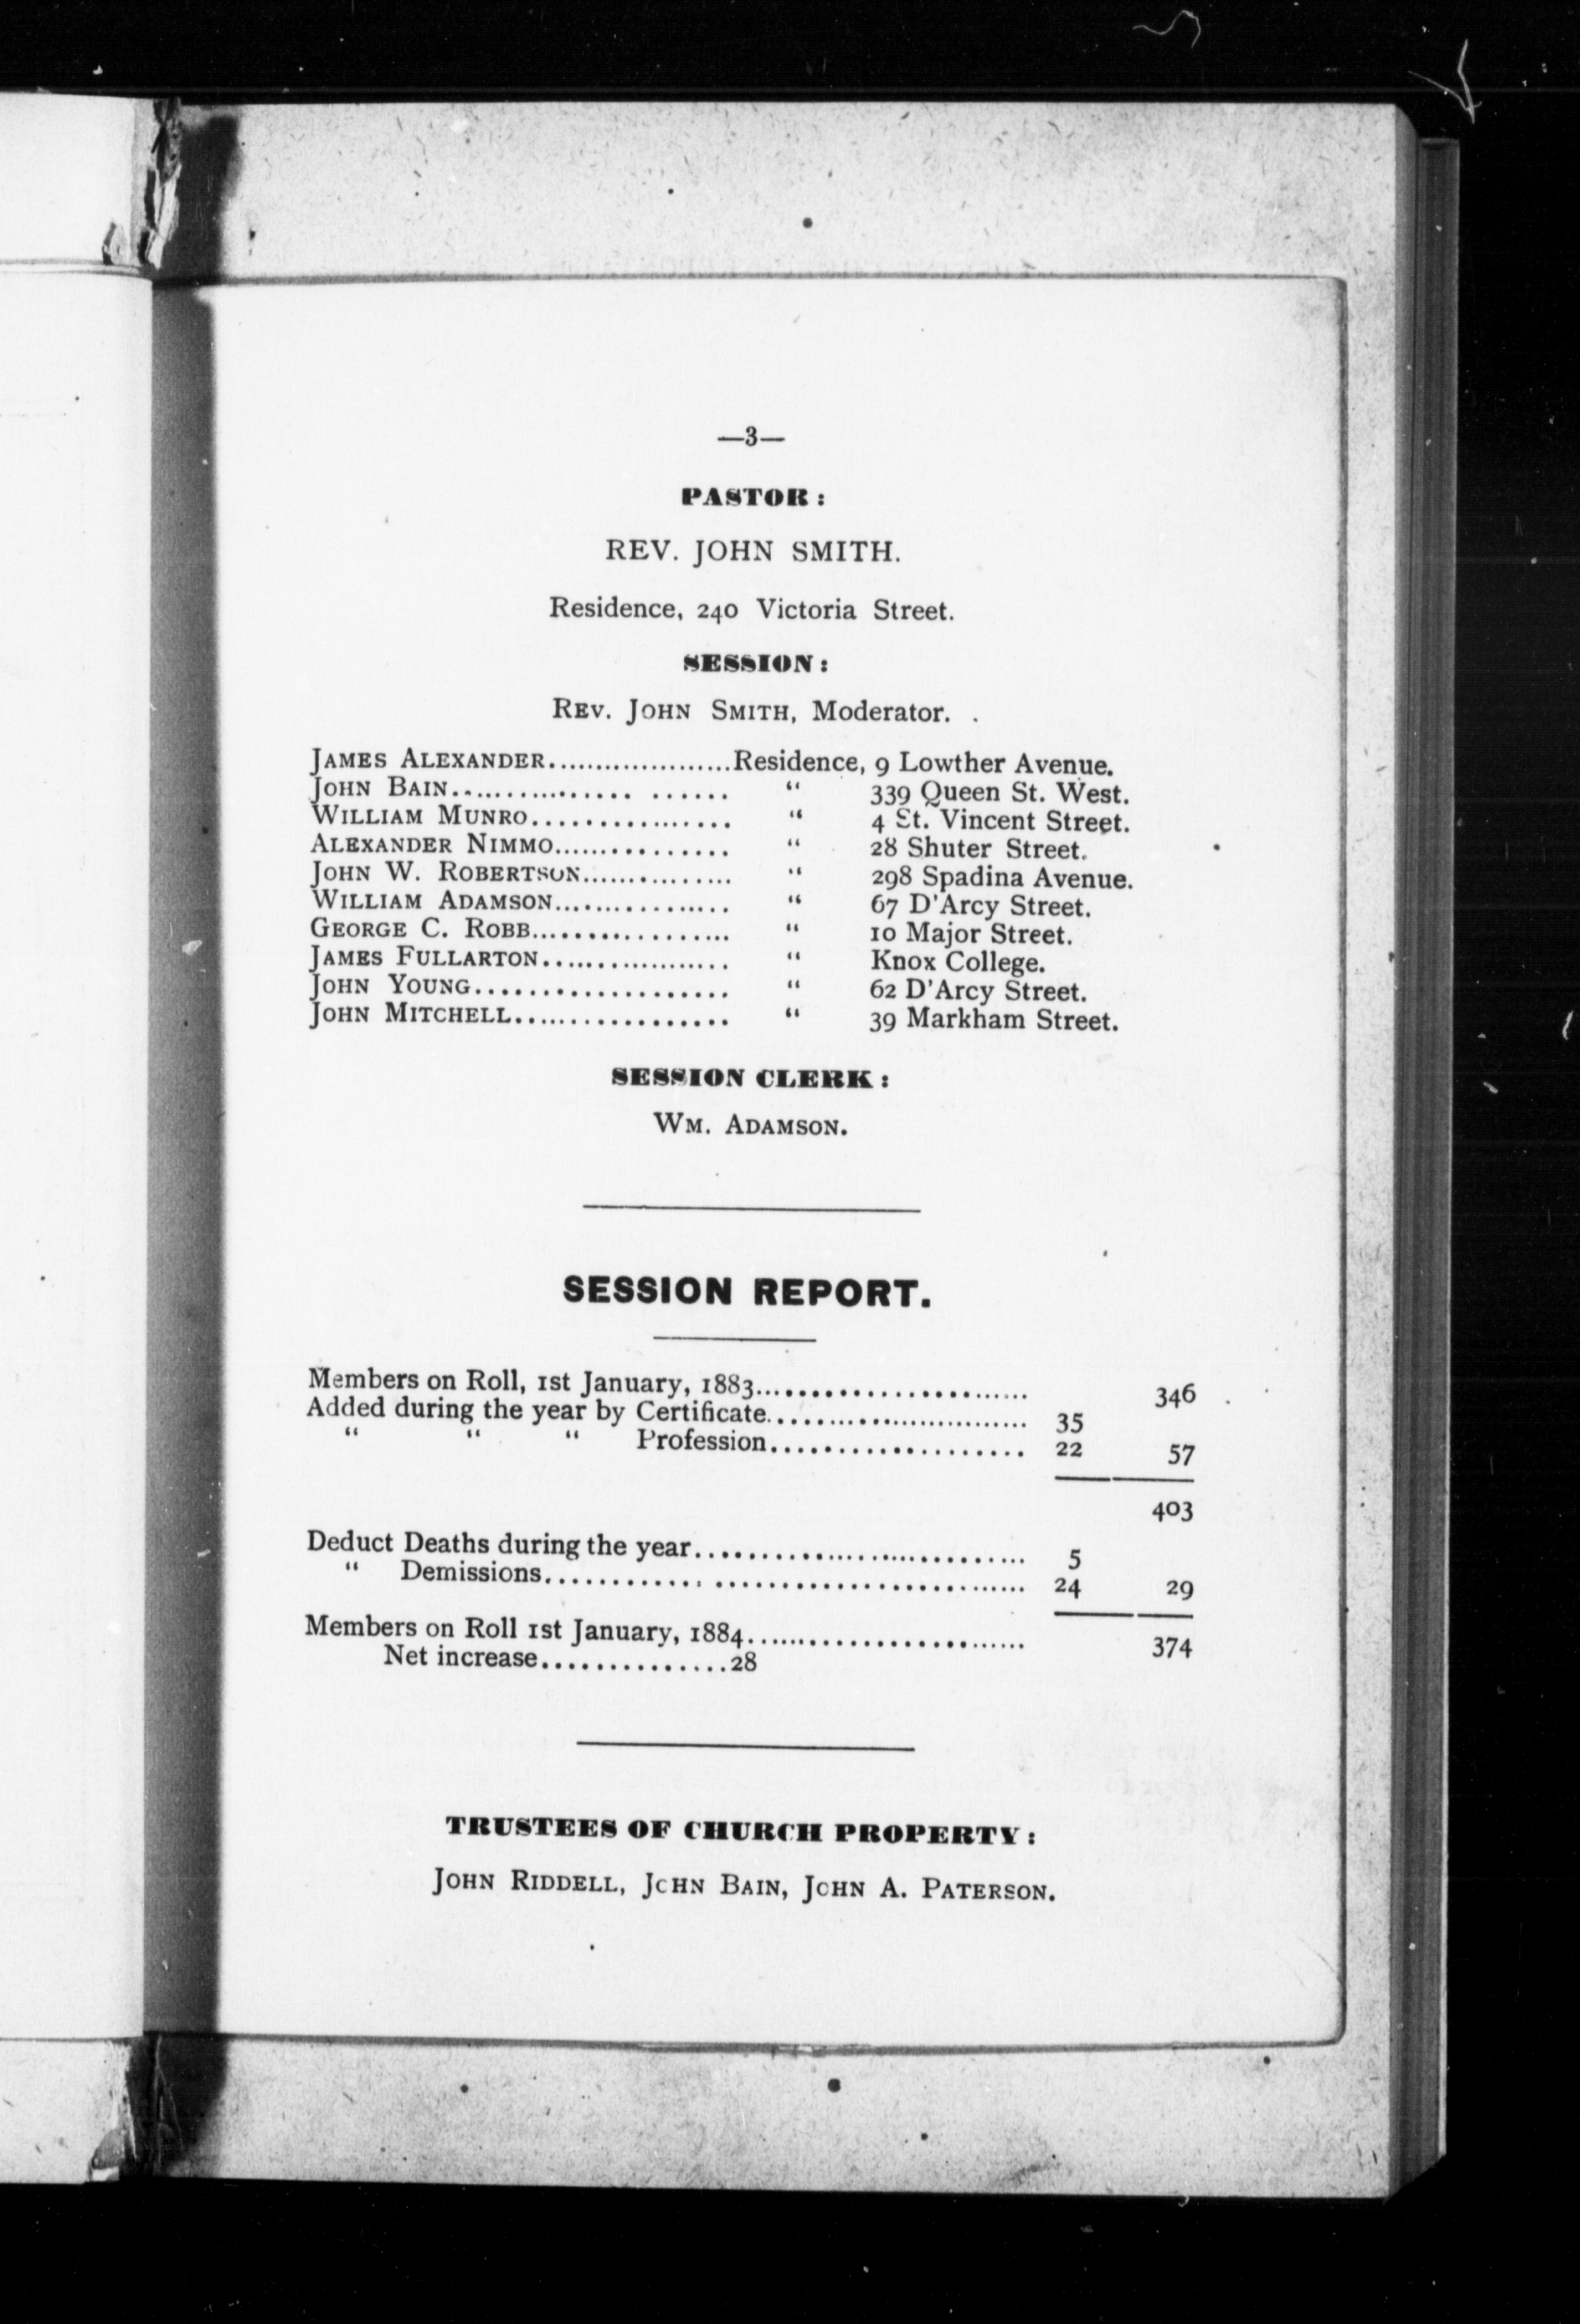 —3—
PASTOR:
REV. JOHN SMITH.
Residence, 240 Victoria Street.
SESSION:
REV. JOHN SMITH, Moderator.
JAMES ALEXANDER....................Residence, 9 Lowther Avenue.
JOHN BAIN.................... ...... “ 339 Queen St. West.
WILLIAM MUNRO............... “ 4 St. Vincent Street.
ALEXANDER NIMMO................ “ 28 Shuter Street.
JOHN W. ROBERTSON............... “ 298 Spadina Avenue.
WILLIAM ADAMSON................ “ 67 D'Arcy Street.
GEORGE C. ROBB.................. “ 10 Major Street.
JAMES FULLARTON.................. “ Knox College.
JOHN YOUNG................... “ 62 D'Arcy Street.
JOHN MITCHELL.................. “ 39 Markham Street.
SESSION CLERK:
WM. ADAMSON.
SESSION REPORT.
Members on Roll, 1st January, 1883........................ 346
Added during the year by Certificate........................ 35
“ “ “ Profession................... 22 57
403
Deduct Deaths during the year........................... 5
“ Demissions................................... 24 29
Members on Roll 1st January, 1884........................ 374
Net increase..............28
TRUSTEES OF CHURCH PROPERTY:
JOHN RIDDELL, JOHN BAIN, JOHN A. PATERSON.